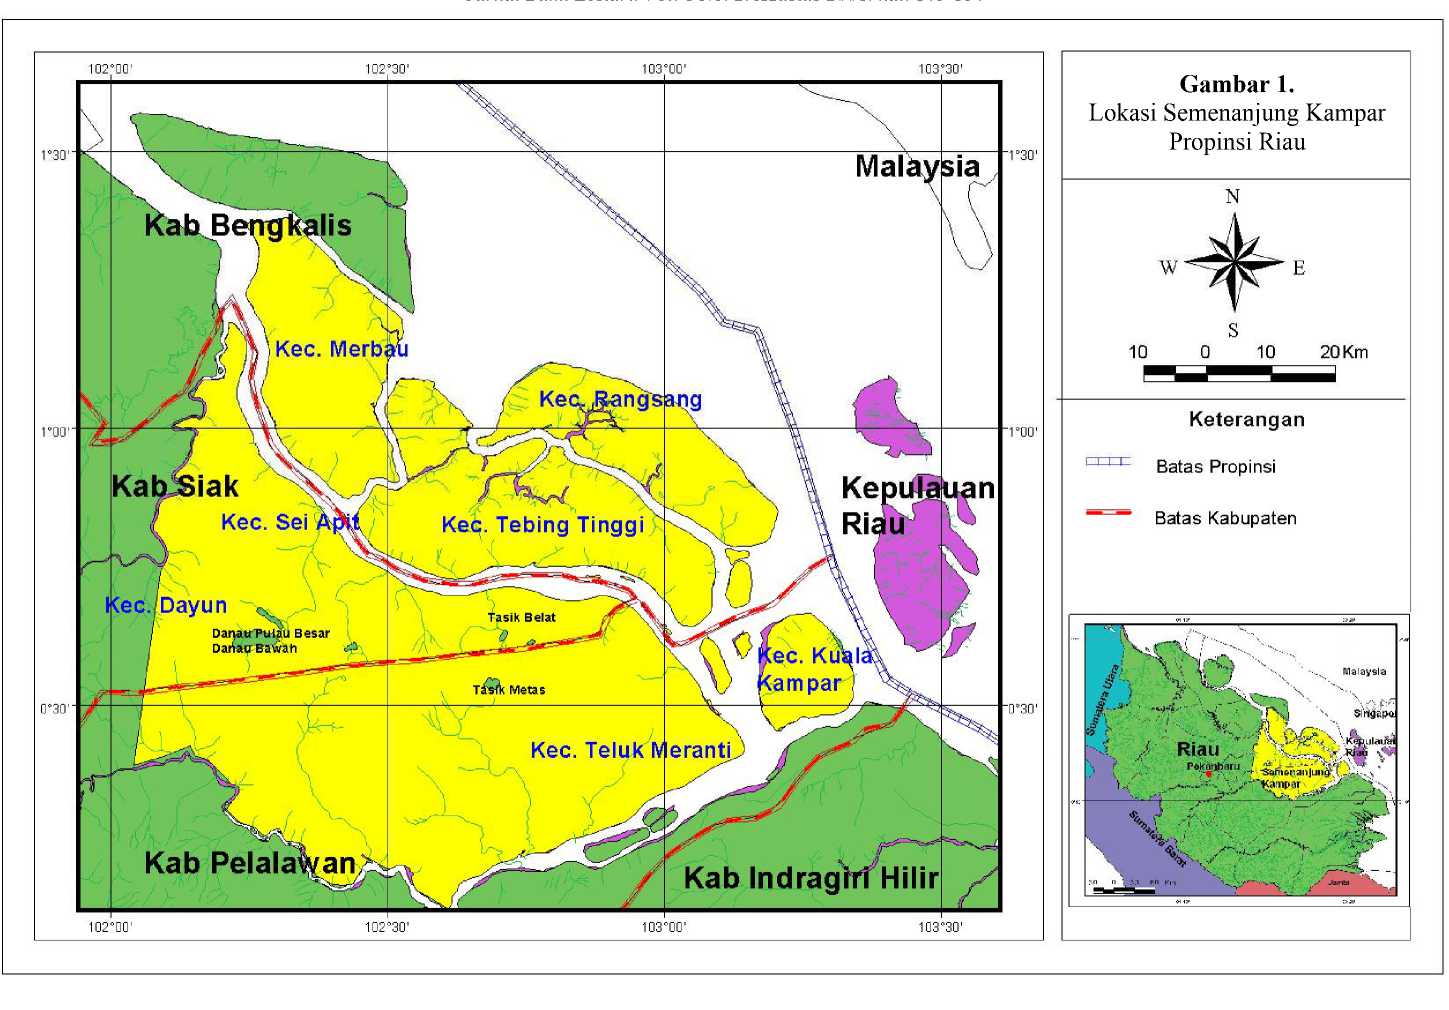 102°00'
102°30'
103°00'
103°30'
1°30'
1°30'
Malaysia
Kab Bengkalis
Kec. Merbau
Kec. Rangsang
1°00'
1°00'
Kab Siak
Kepulauan
Riau
Kec. Sei Apit
Kec. Tebing Tinggi
Kec. Dayun
Tasik Belat
Danau Pulau Besar
Danau Bawah
Kec. Kuala
Kampar
Tasik Metas
0°30'
0°30'
Kec. Teluk Meranti
Kab Pelalawan
Kab Indragiri Hilir
102°00'
102°30'
103°00'
103°30'
Gambar 1.
Lokasi Semenanjung Kampar
Propinsi Riau
N
W
E
S
10 0 10 20 Km
Keterangan
Batas Propinsi
Batas Kabupaten
Malaysia
Sumatera Utara
Singapo
Kepulauan
Riau
Riau
Pekanbaru
Semenanjung
Kampar
Sumatera Barat
Jambi